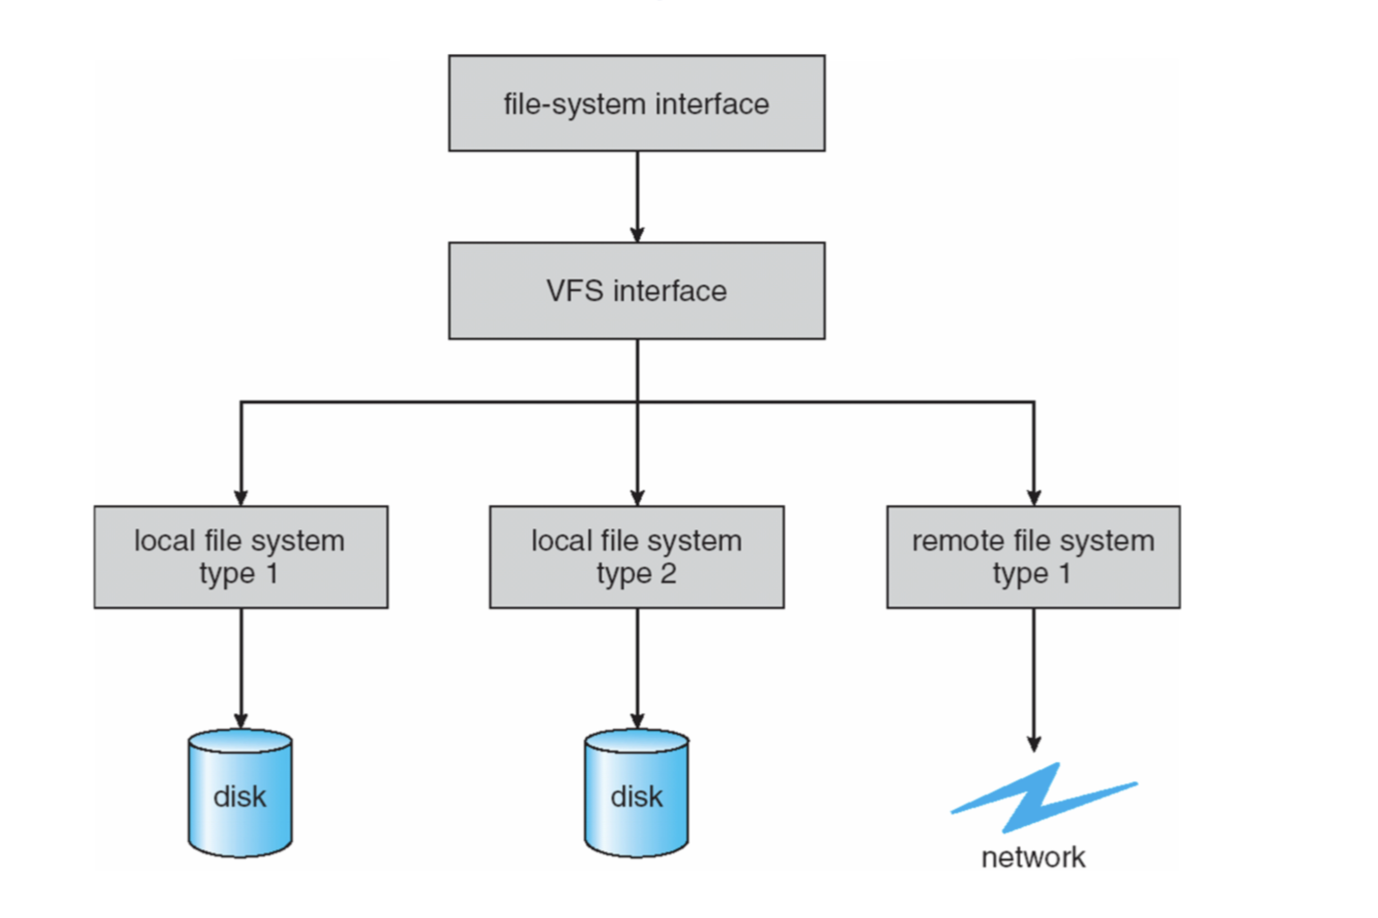 file-system interface
VFS interface
local file system
type 1
local file system
type 2
remote file system
type 1
disk
disk
network